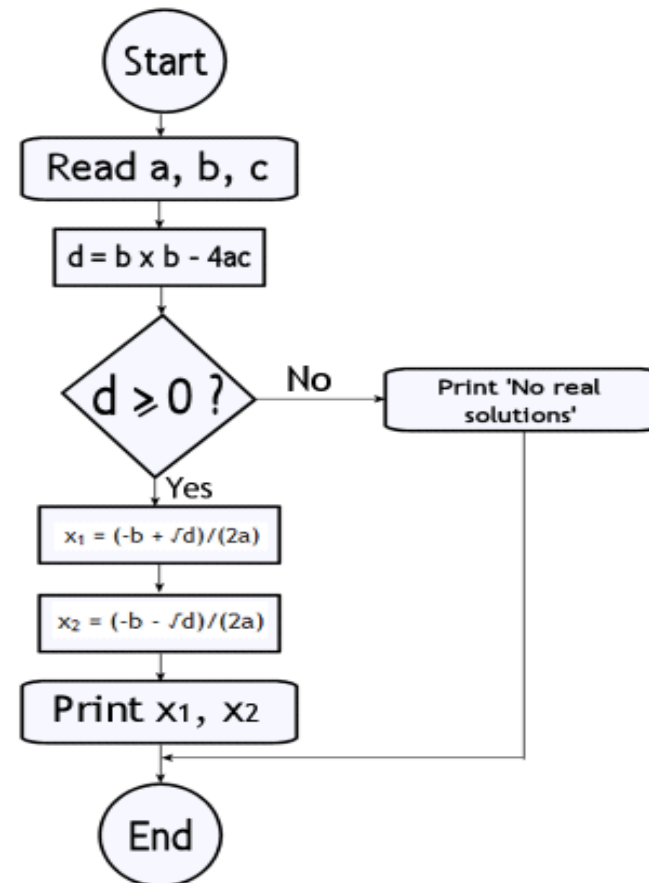 Start
Read a, b, c
d = b x b - 4ac
d ⩾ 0 ?
No
Print 'No real
solutions'
Yes
x₁ = (-b + √d)/(2a)
x₂ = (-b - √d)/(2a)
Print x₁, x₂
End